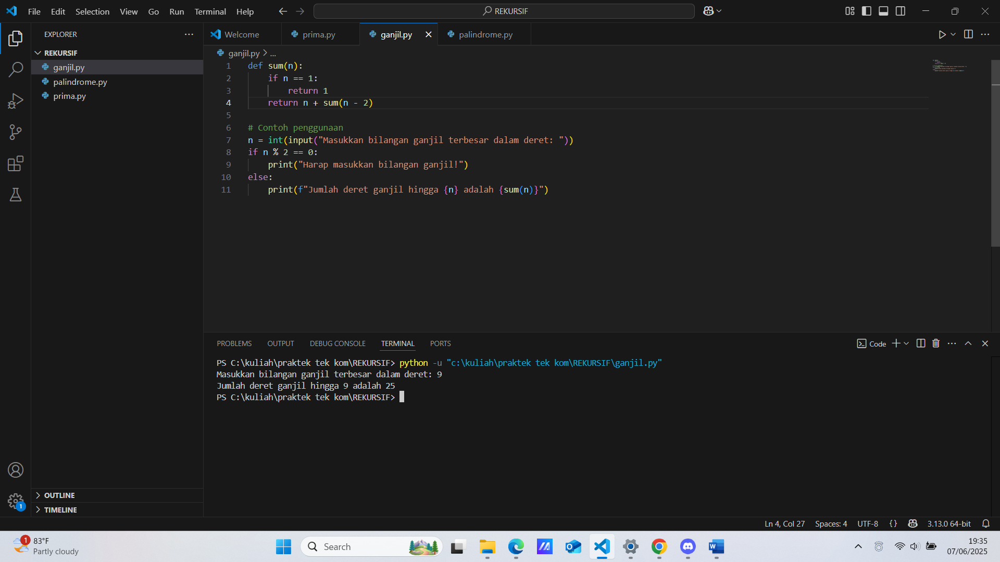 File Edit Selection View Go Run Terminal Help
REKURSIF
EXPLORER
REKURSIF
ganjil.py
palindrome.py
prima.py
OUTLINE
TIMELINE
1
Welcome prima.py ganjil.py palindrome.py
ganjil.py > ...
1 def sum(n):
2 if n == 1:
3 return 1
4 return n + sum(n - 2)
5
6 # Contoh penggunaan
7 n = int(input("Masukkan bilangan ganjil terbesar dalam deret: "))
8 if n % 2 == 0:
9 print("Harap masukkan bilangan ganjil!")
10 else:
11 print(f"Jumlah deret ganjil hingga {n} adalah {sum(n)}")
PROBLEMS OUTPUT DEBUG CONSOLE TERMINAL PORTS
Code
PS C:\kuliah\praktek tek kom\REKURSIF> python -u "c:\kuliah\praktek tek kom\REKURSIF\ganjil.py"
Masukkan bilangan ganjil terbesar dalam deret: 9
Jumlah deret ganjil hingga 9 adalah 25
PS C:\kuliah\praktek tek kom\REKURSIF>
Ln 4, Col 27 Spaces: 4 UTF-8 {} 3.13.0 64-bit
1
83°F
Partly cloudy
Search
19:35
07/06/2025